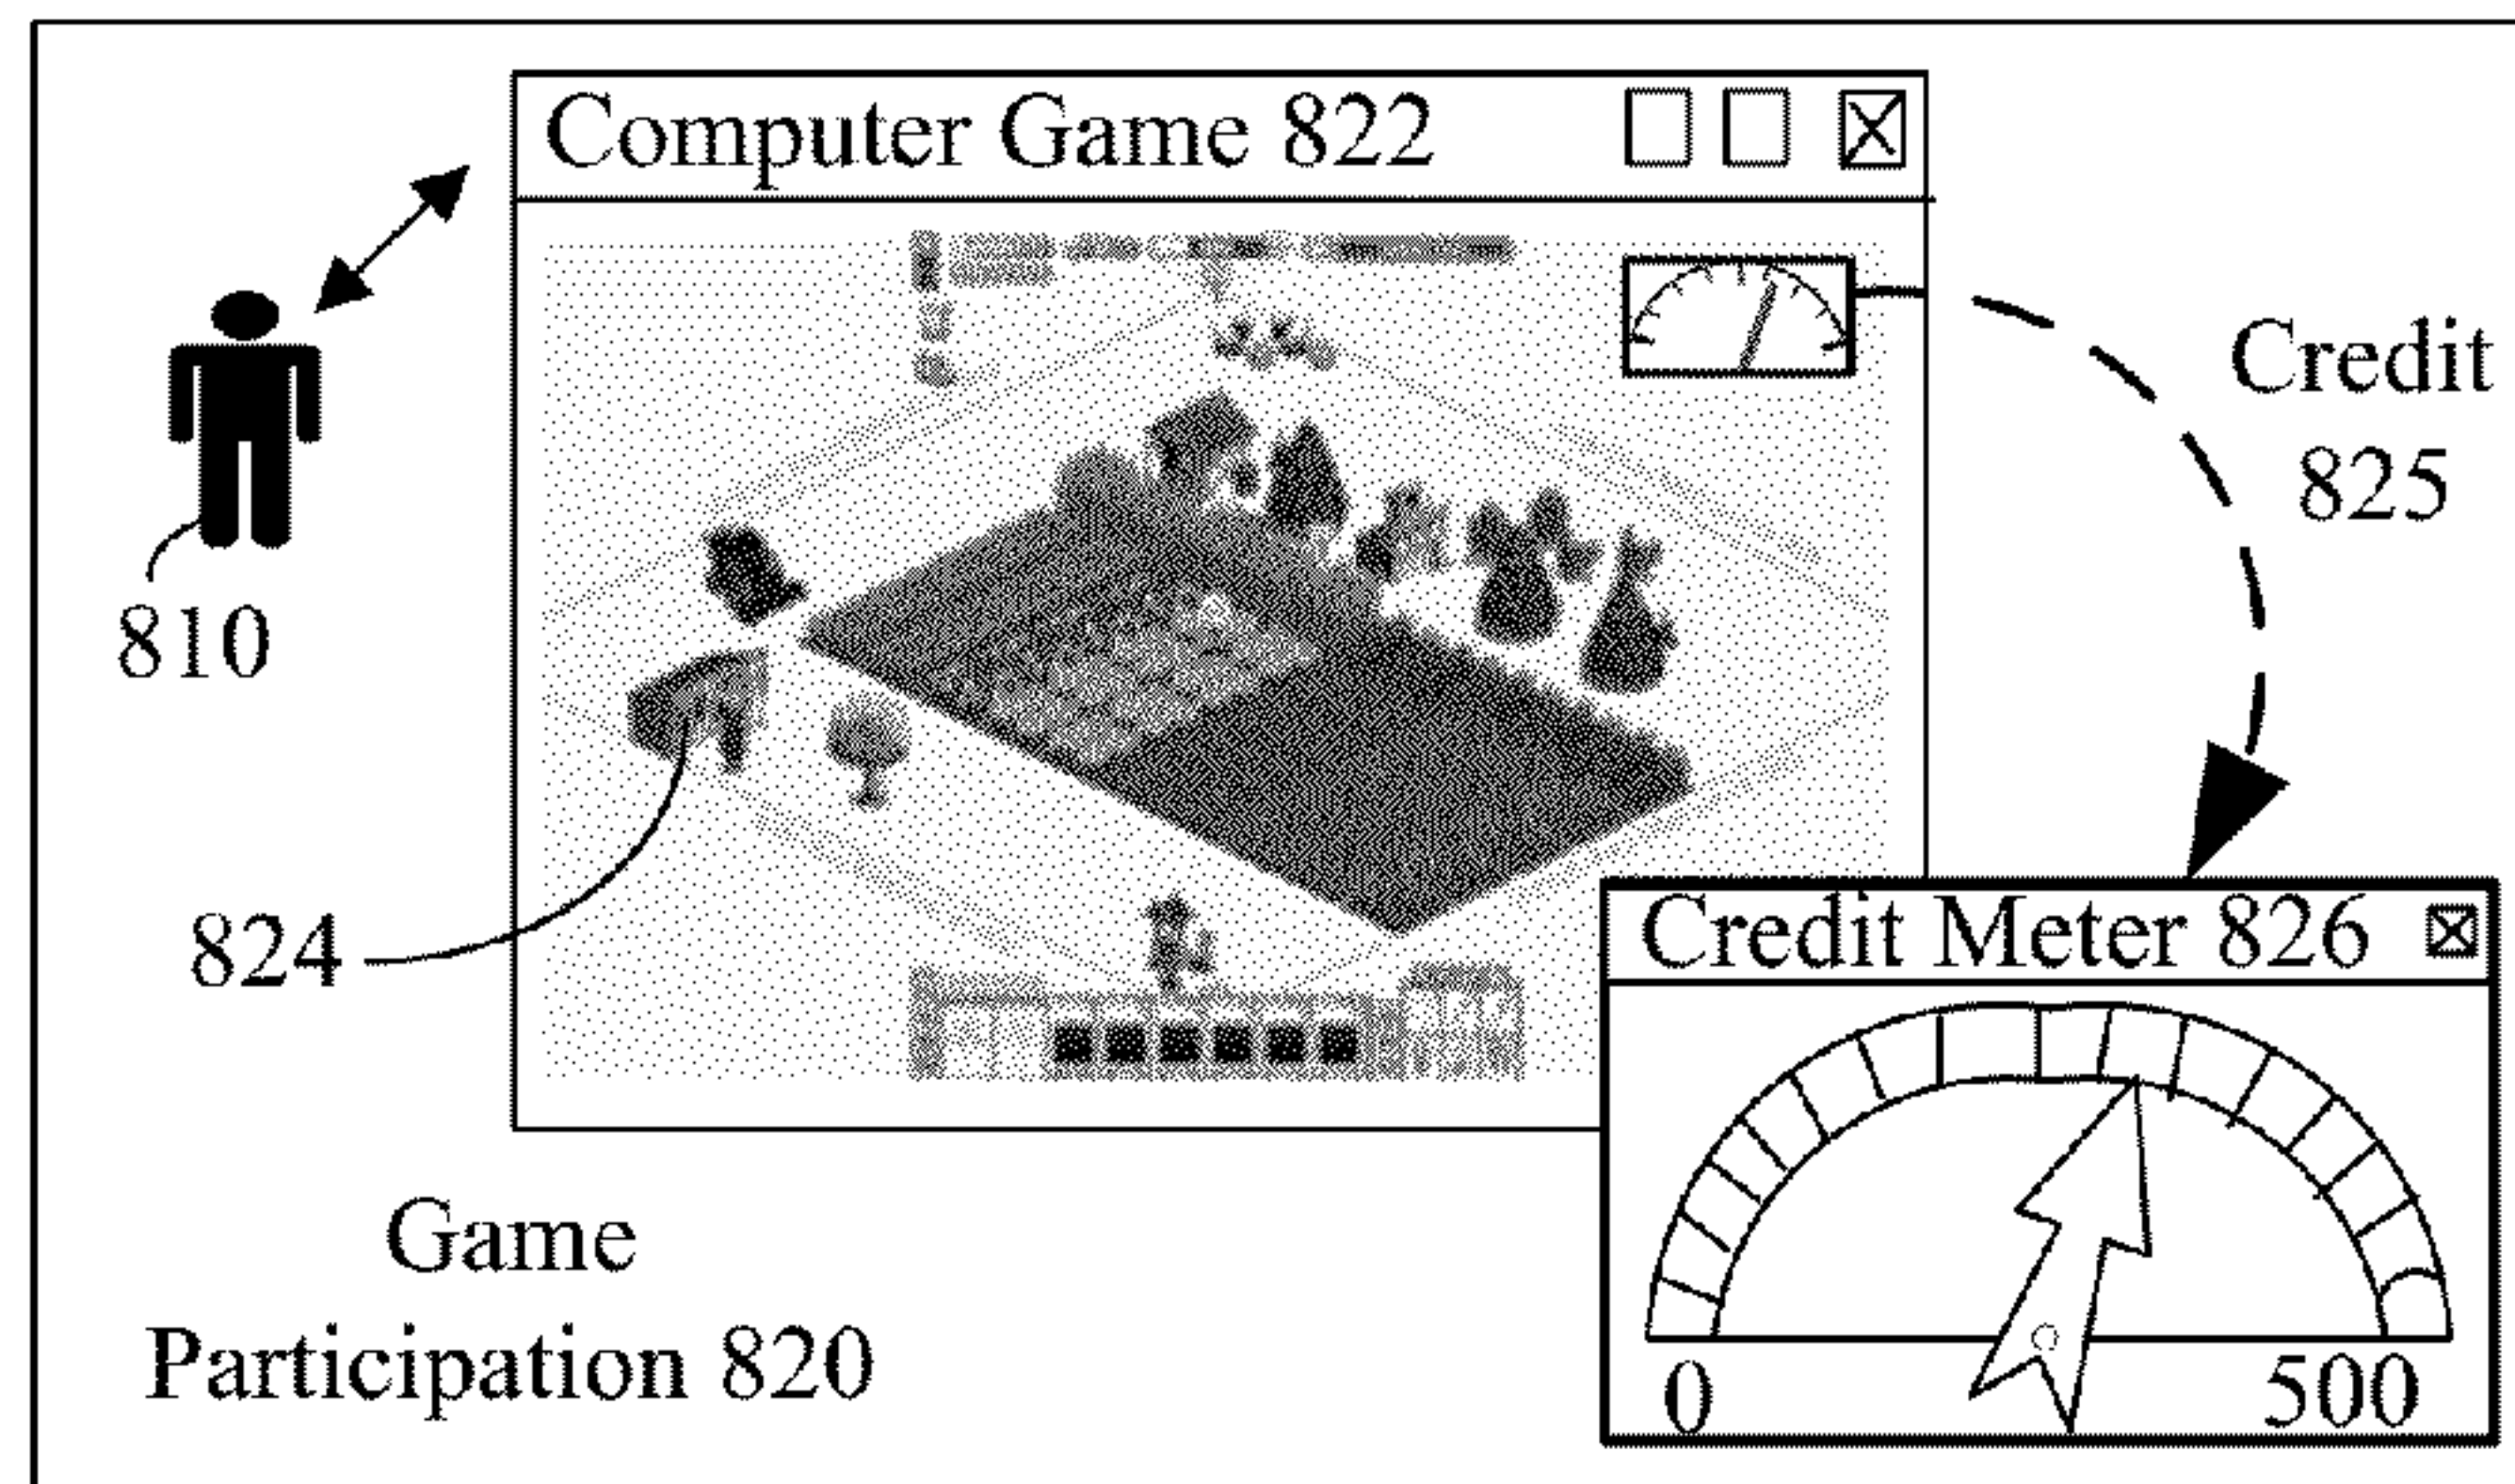 Computer Game 822
Credit
825
810
824
Credit Meter 826
0
500
Game
Participation 820